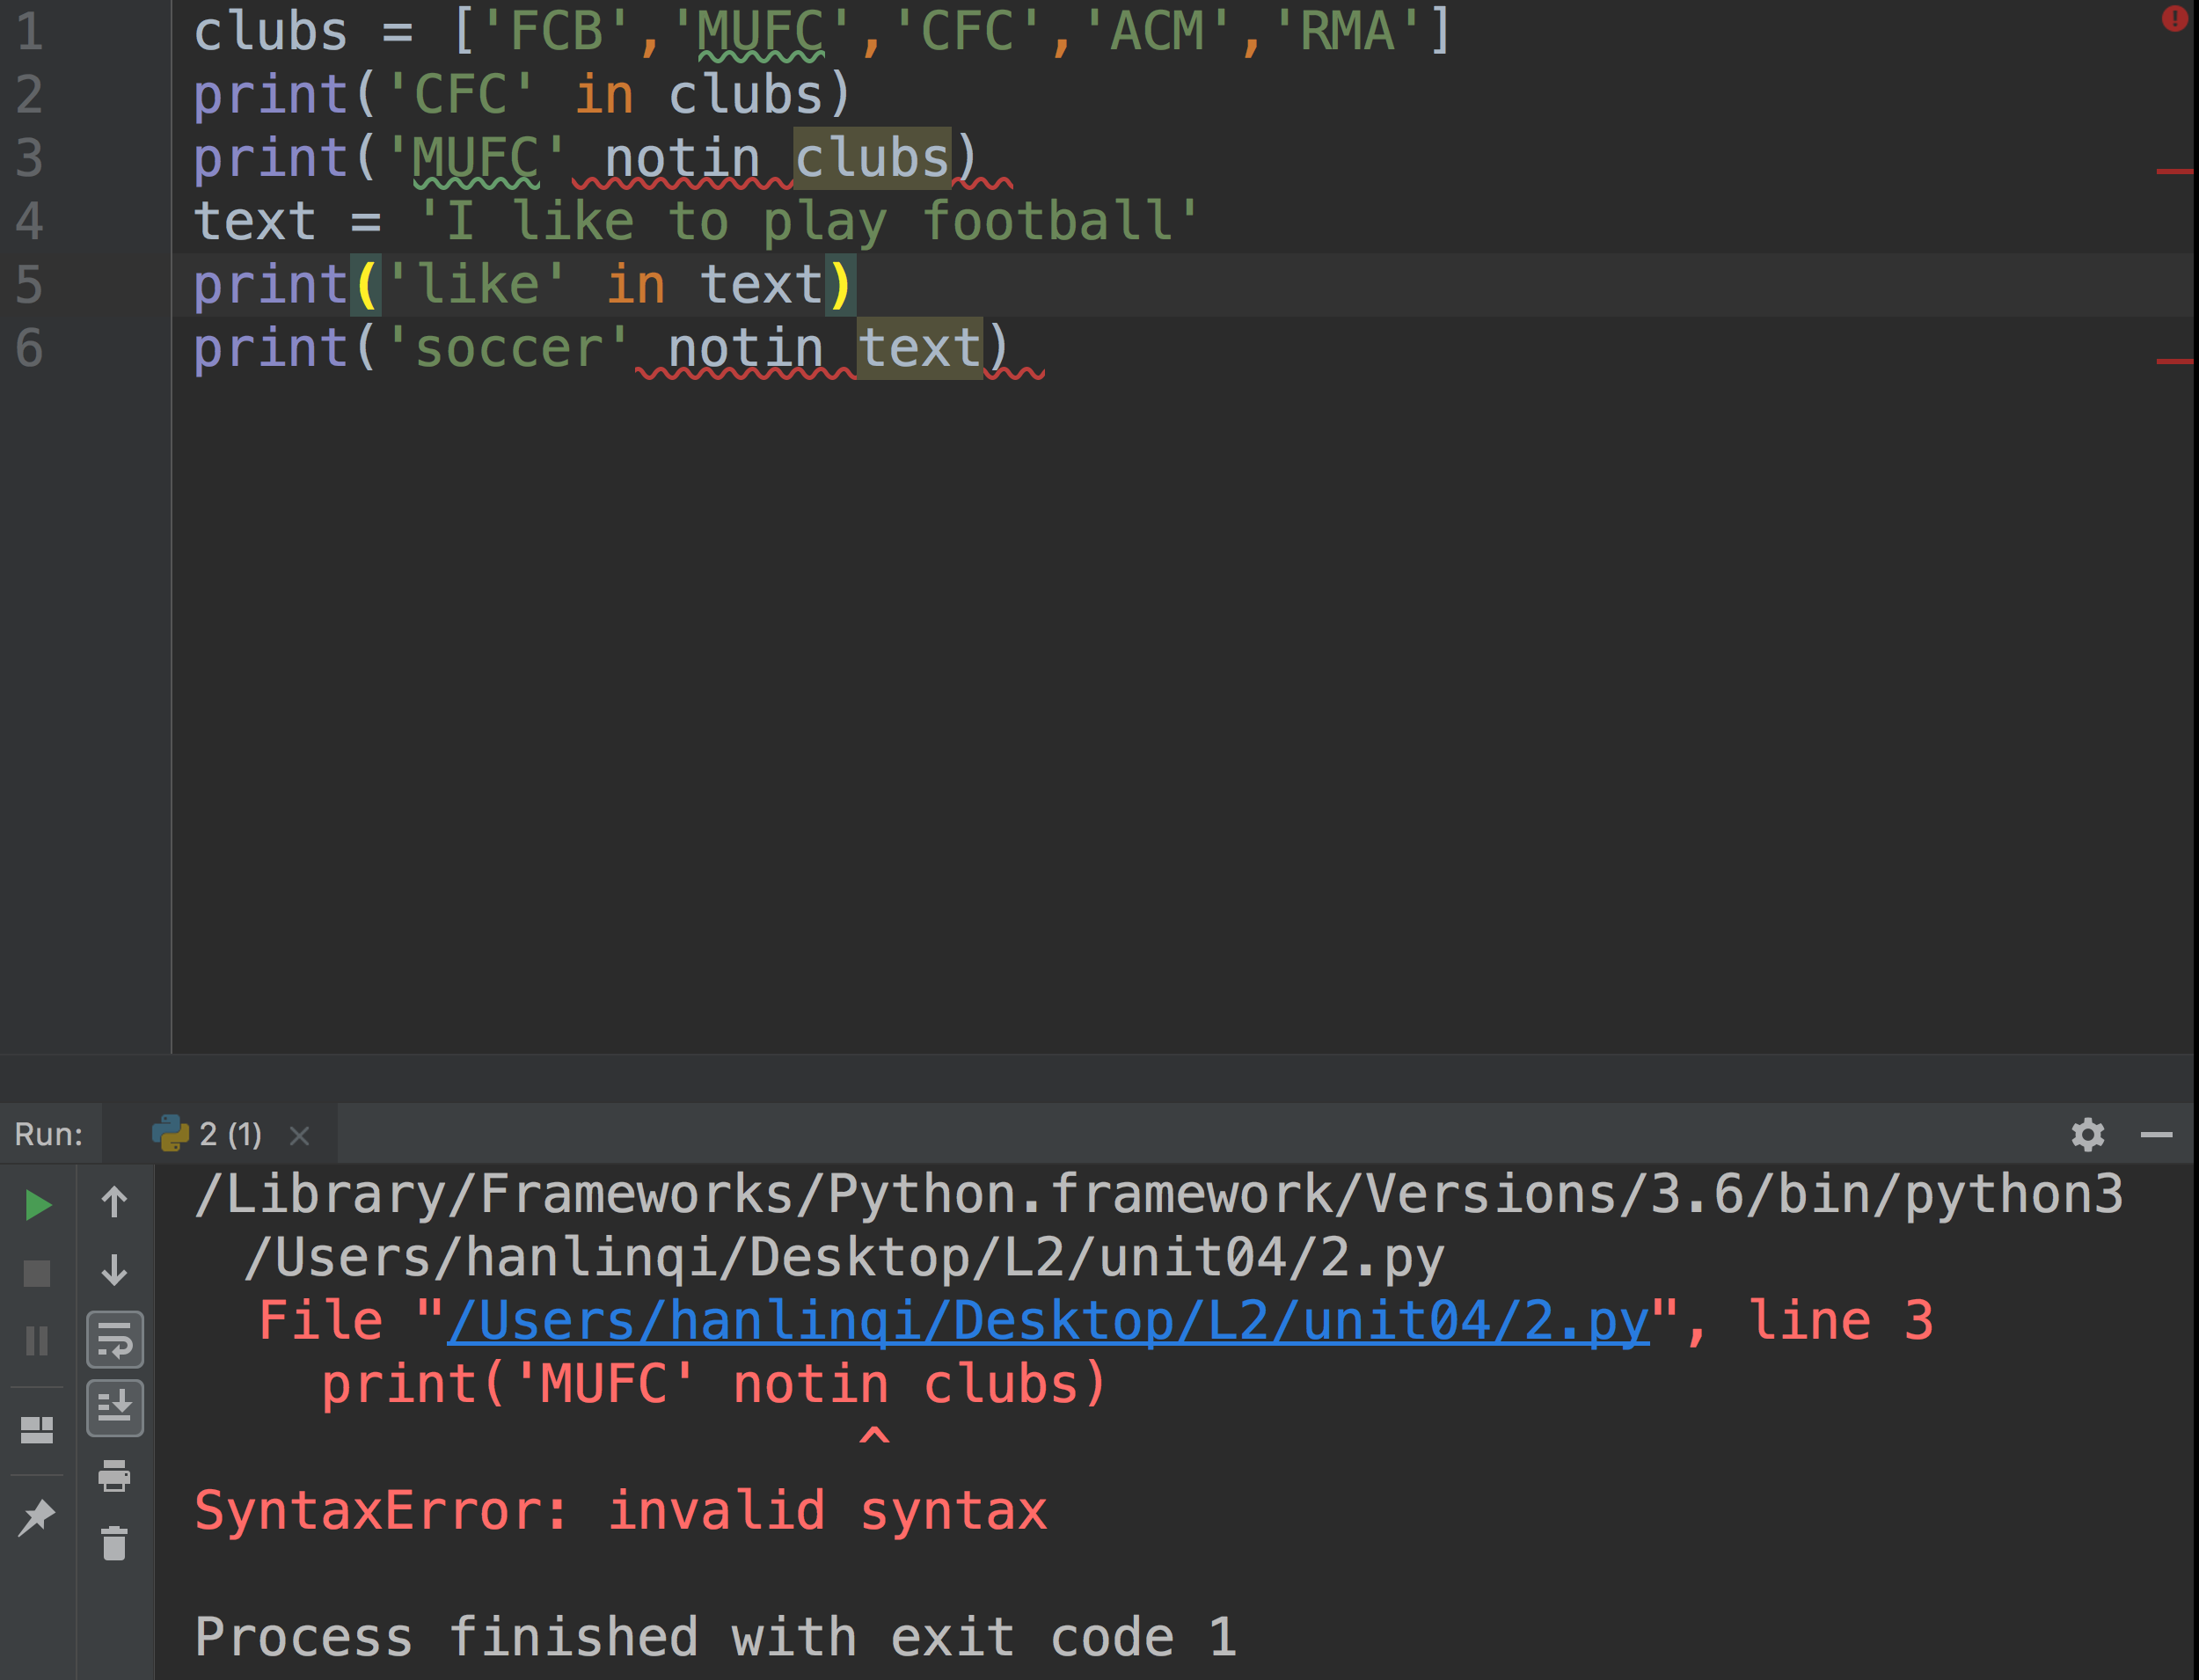 1 clubs = ['FCB','MUFC','CFC','ACM','RMA']
2 print('CFC' in clubs)
3 print('MUFC' notin clubs)
4 text = 'I like to play football'
5 print('like' in text)
6 print('soccer' notin text)
Run: 2 (1)
/Library/Frameworks/Python.framework/Versions/3.6/bin/python3
/Users/hanlinqi/Desktop/L2/unit04/2.py
File "/Users/hanlinqi/Desktop/L2/unit04/2.py", line 3
print('MUFC' notin clubs)
^
SyntaxError: invalid syntax
Process finished with exit code 1